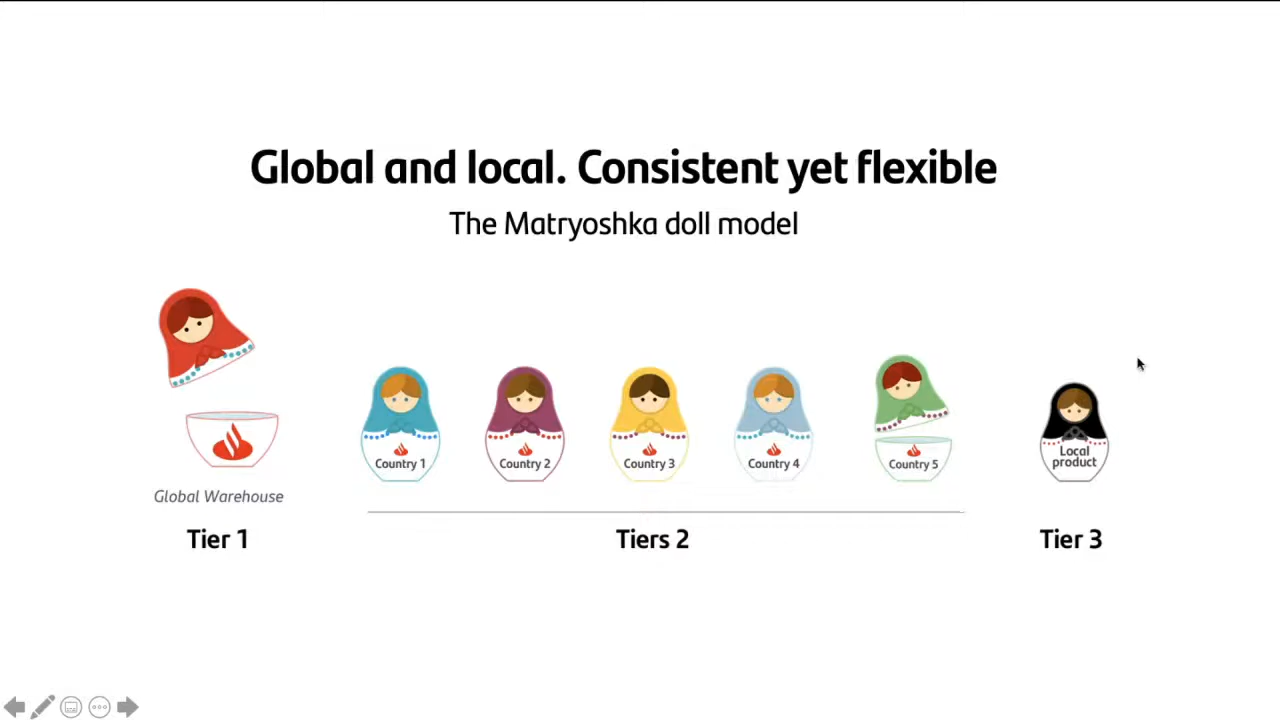 Global and local. Consistent yet flexible
The Matryoshka doll model
Country 1
Country 2
Country 3
Country 4
Country 5
Local
product
Global Warehouse
Tier 1
Tiers 2
Tier 3